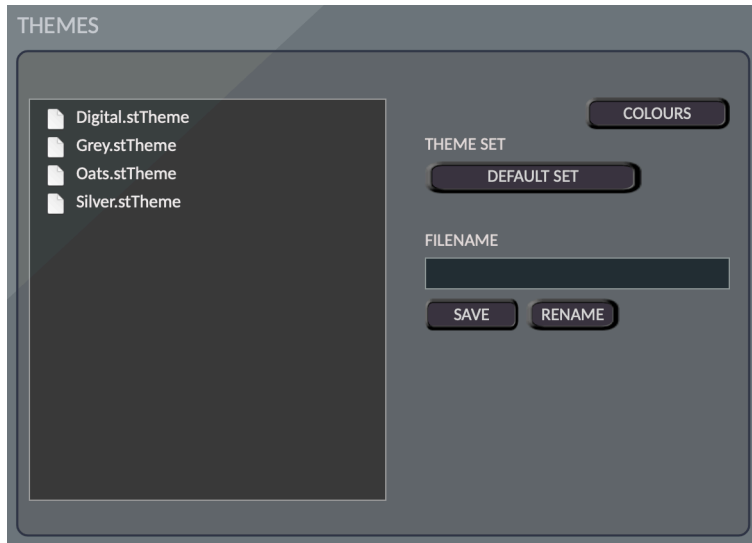 THEMES
Digital.stTheme
Grey.stTheme
Oats.stTheme
Silver.stTheme
COLOURS
THEME SET
DEFAULT SET
FILENAME
SAVE
RENAME